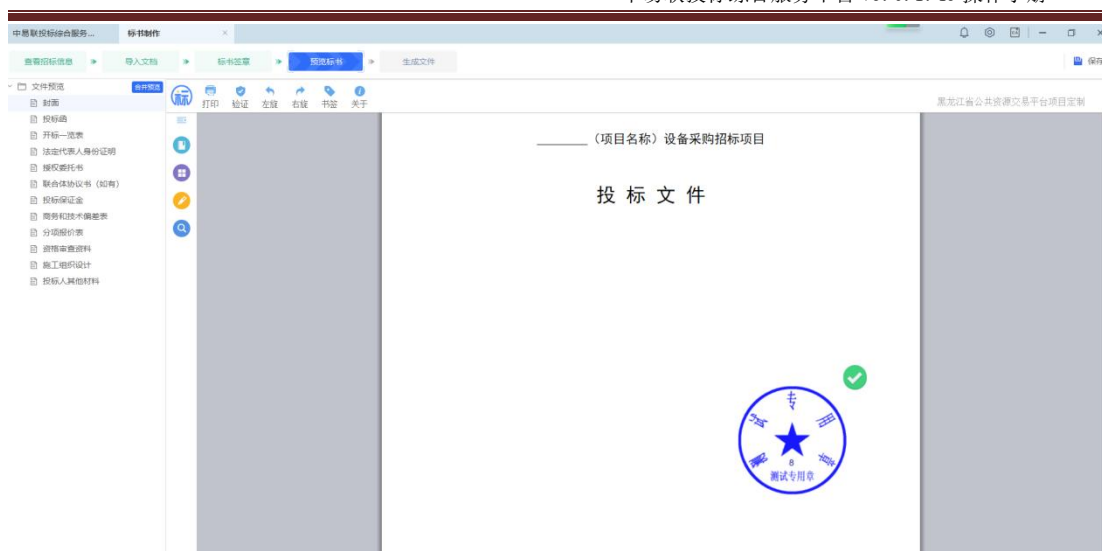 中易联投标综合服务... 标书制作 ×
查看招标信息 导入文档 标书签章 预览标书 生成文件 保存
文件预览 合并预览
标 打印 验证 左旋 右旋 书签 关于
黑龙江省公共资源交易平台项目定制
封面
投标函
开标一览表
法定代表人身份证明
授权委托书
联合体协议书（如有）
投标保证金
商务和技术偏差表
分项报价表
资格审查资料
施工组织设计
投标人其他材料
______（项目名称）设备采购招标项目
投 标 文 件
8
测试专用章